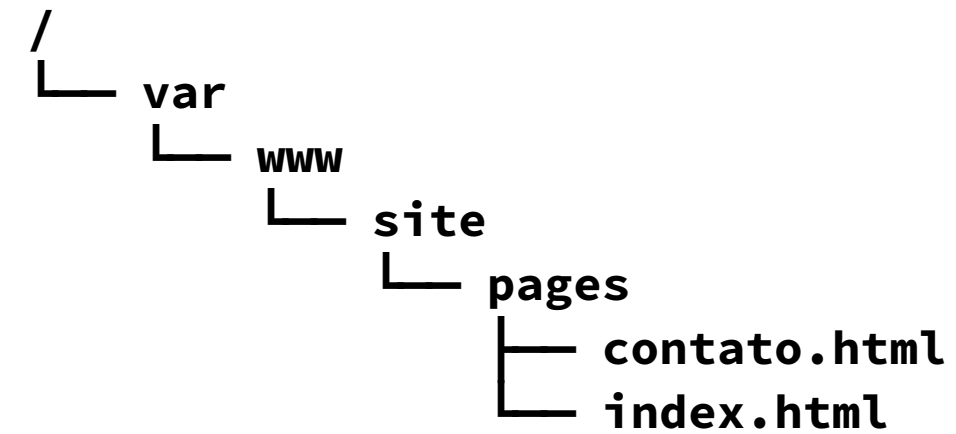 /
└── var
└── www
└── site
└── pages
├── contato.html
└── index.html